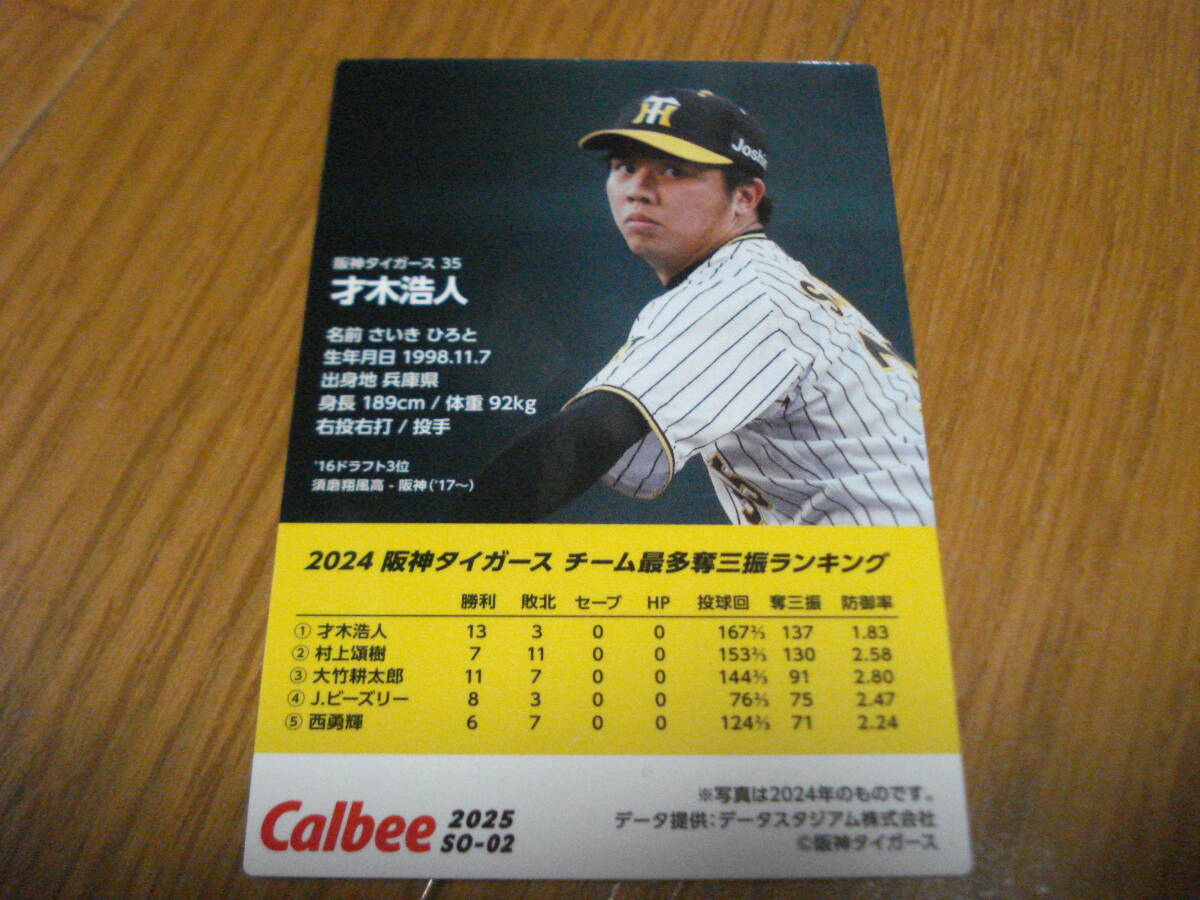 Joshin
阪神タイガース 35
才木浩人
名前 さいき ひろと
生年月日 1998.11.7
出身地 兵庫県
身長 189cm / 体重 92kg
右投右打 / 投手
'16ドラフト3位
須磨翔風高 - 阪神('17~)
2024 阪神タイガース チーム最多奪三振ランキング
勝利 敗北 セーブ HP 投球回 奪三振 防御率
① 才木浩人 13 3 0 0 167⅔ 137 1.83
② 村上頌樹 7 11 0 0 153⅔ 130 2.58
③ 大竹耕太郎 11 7 0 0 144⅔ 91 2.80
④ J.ビーズリー 8 3 0 0 76⅔ 75 2.47
⑤ 西勇輝 6 7 0 0 71 2.24
Calbee 2025
SO-02
※写真は2024年のものです。
データ提供:データスタジアム株式会社
©阪神タイガース